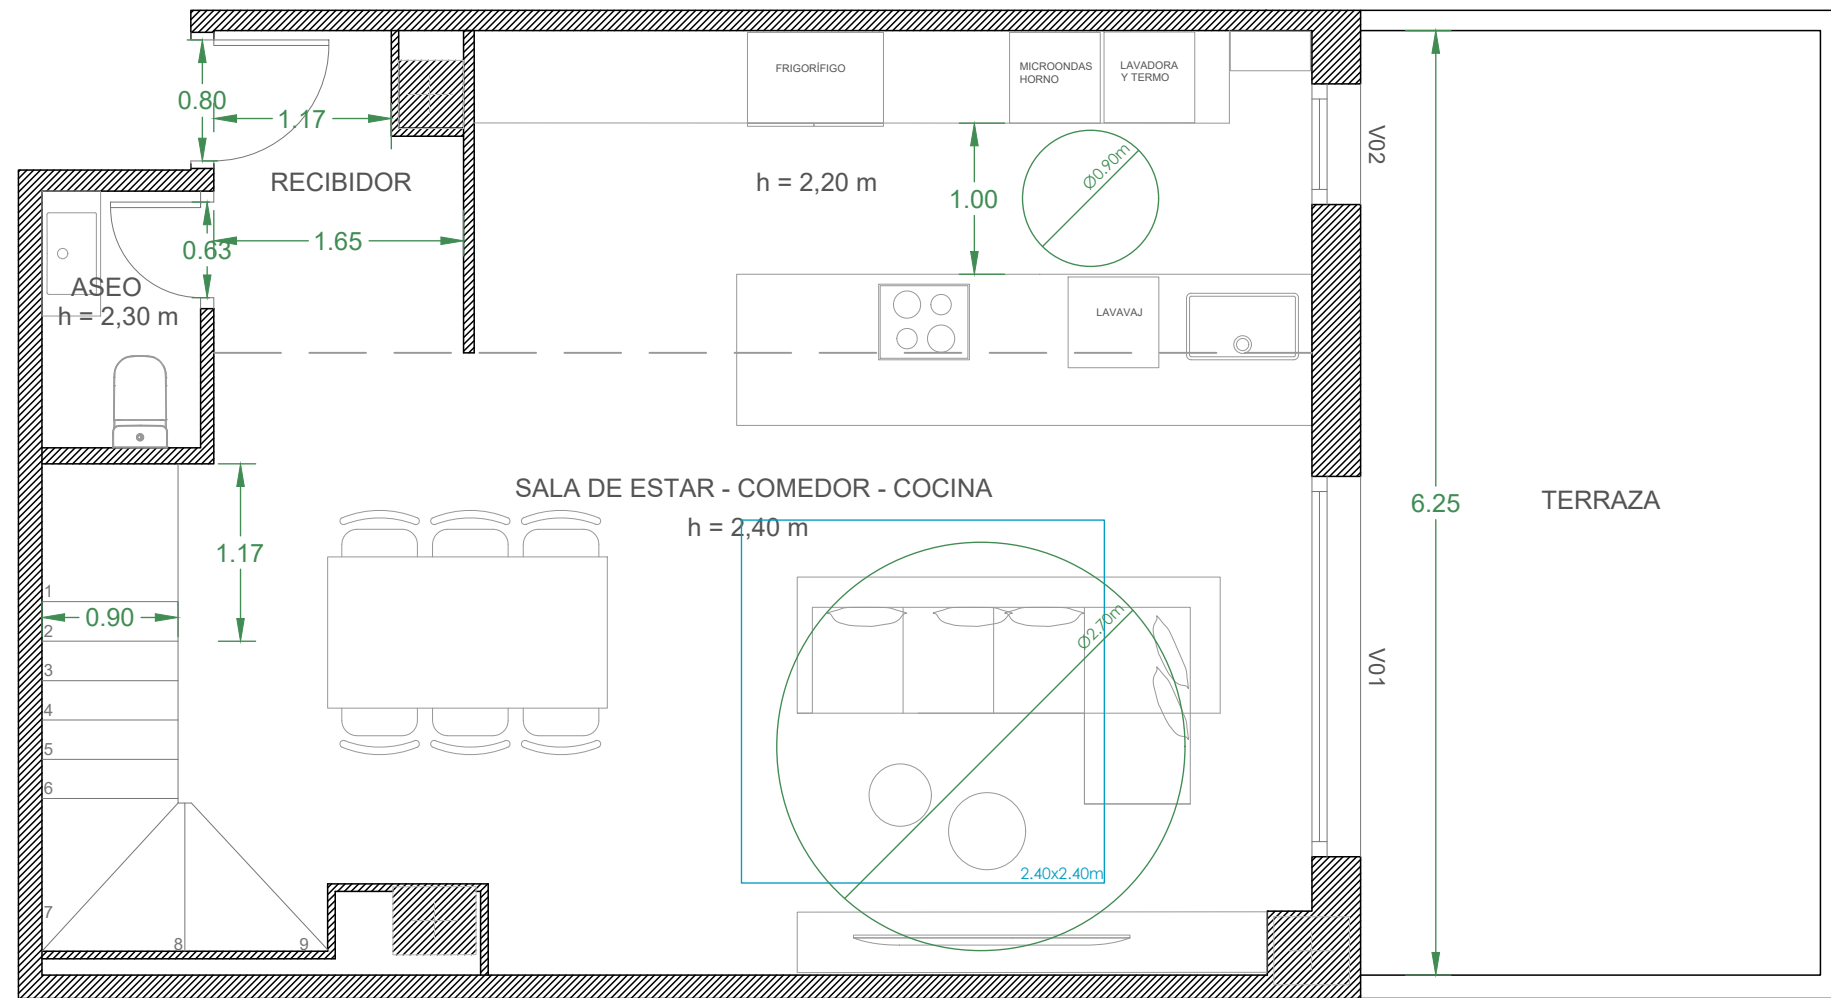 FRIGORÍFIGO
MICROONDAS
HORNO
LAVADORA
Y TERMO
0.80
1.17
V02
RECIBIDOR
h = 2,20 m
Ø0.90m
1.00
0.63
1.65
ASEO
h = 2,30 m
LAVAVAJ
SALA DE ESTAR - COMEDOR - COCINA
h = 2,40 m
6.25
TERRAZA
1.17
1
0.90
2
3
4
5
6
7
8
9
Ø2.70m
V01
2.40x2.40m